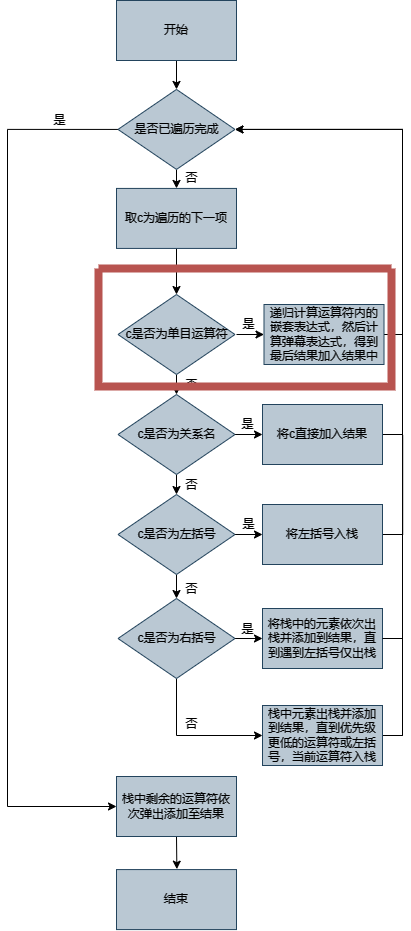 开始
是否已遍历完成
是
否
取c为遍历的下一项
c是否为单目运算符
是
递归计算运算符内的
嵌套表达式，然后计
算弹幕表达式，得到
最后结果加入结果中
否
c是否为关系名
是
将c直接加入结果
否
c是否为左括号
是
将左括号入栈
否
c是否为右括号
是
将栈中的元素依次出
栈并添加到结果，直
到遇到左括号仅出栈
否
栈中元素出栈并添加
到结果，直到优先级
更低的运算符或左括
号，当前运算符入栈
栈中剩余的运算符依
次弹出添加至结果
结束